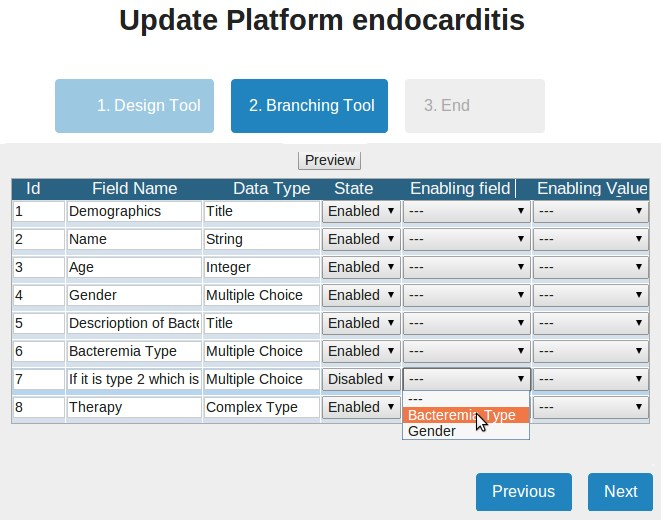 Update Platform endocarditis
1. Design Tool 2. Branching Tool 3. End
Preview
Id Field Name Data Type State Enabling field Enabling Value
1 Demographics Title Enabled --- ---
2 Name String Enabled --- ---
3 Age Integer Enabled --- ---
4 Gender Multiple Choice Enabled --- ---
5 Descrioption of Bacte Title Enabled --- ---
6 Bacteremia Type Multiple Choice Enabled --- ---
7 If it is type 2 which is Multiple Choice Disabled --- ---
---
8 Therapy Complex Type Enabled Bacteremia Type ---
Gender
Previous Next